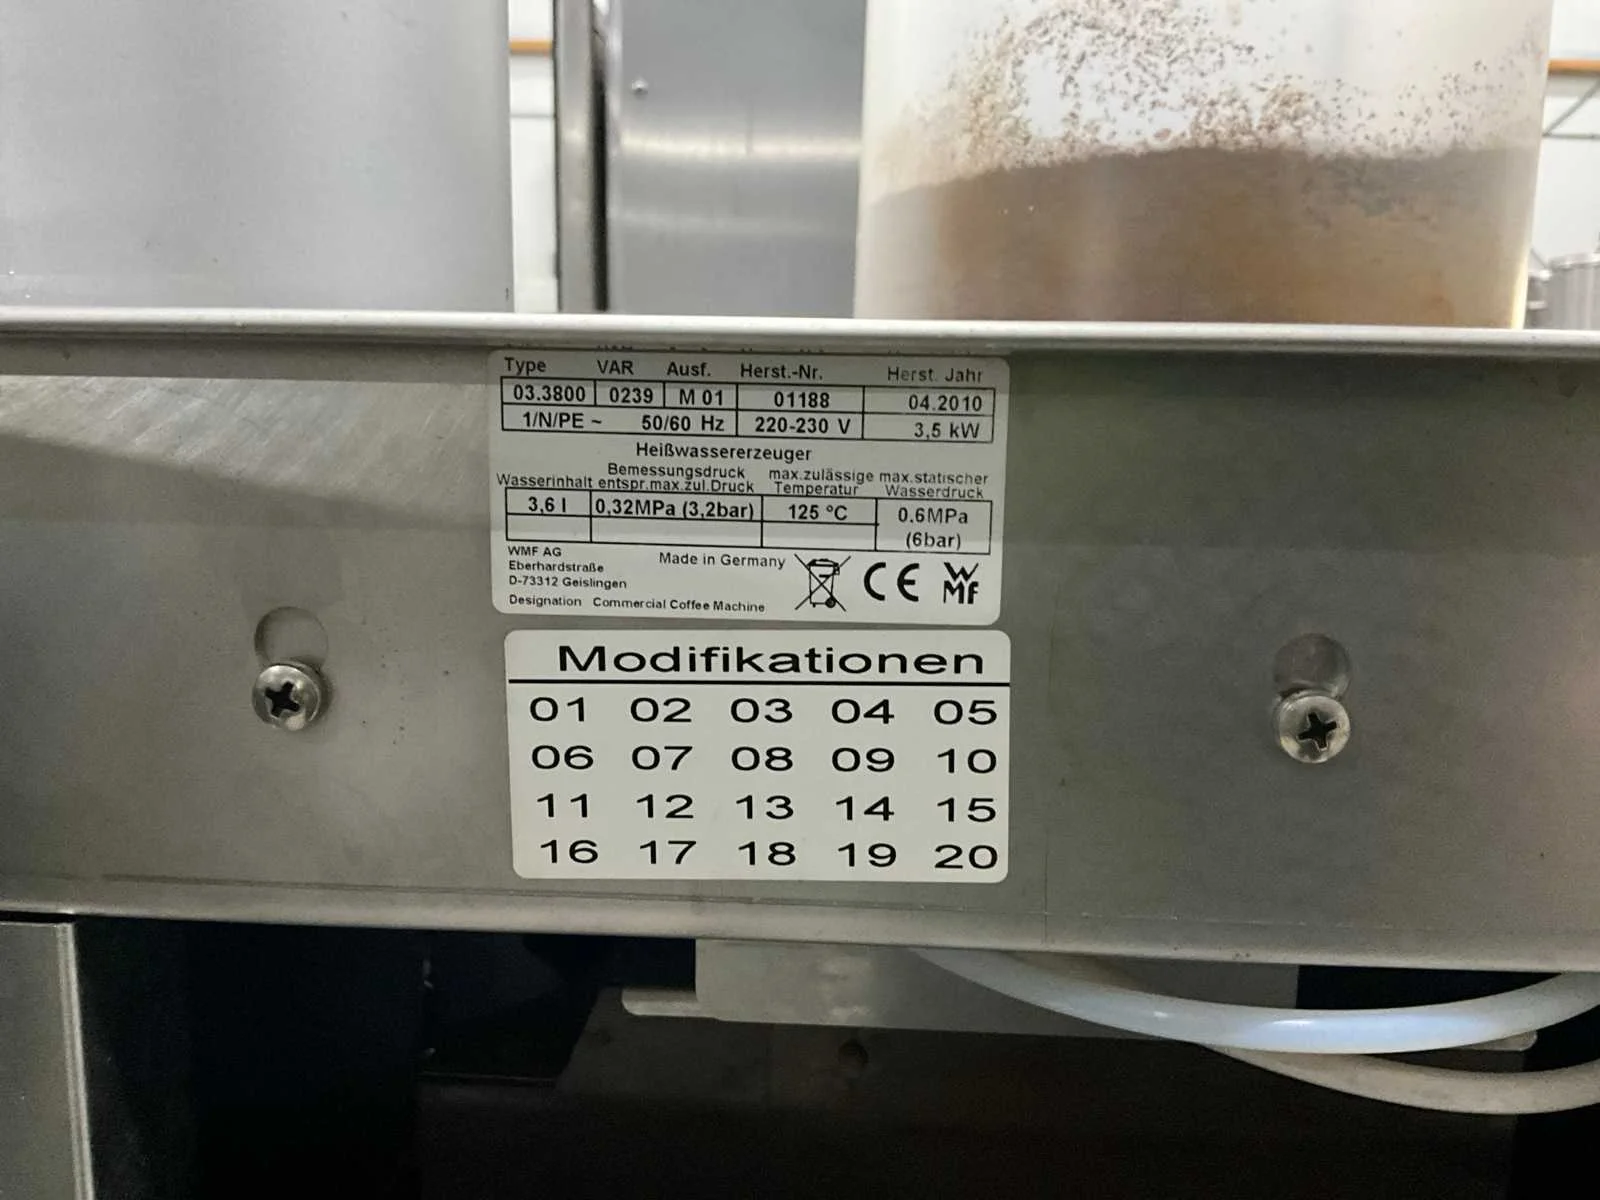 Type VAR Ausf. Herst.-Nr. Herst. Jahr
03.3800 0239 M 01 01188 04.2010
1/N/PE ~ 50/60 Hz 220-230 V 3,5 kW
Heißwassererzeuger
Wasserinhalt Bemessungsdruck entspr.max.zul.Druck max.zulässige Temperatur max.statischer Wasserdruck
3,6 l 0,32MPa (3,2bar) 125 °C 0.6MPa
(6bar)
WMF AG Made in Germany
Eberhardstraße
D-73312 Geislingen
CE WMF
Designation Commercial Coffee Machine
Modifikationen
01 02 03 04 05
06 07 08 09 10
11 12 13 14 15
16 17 18 19 20